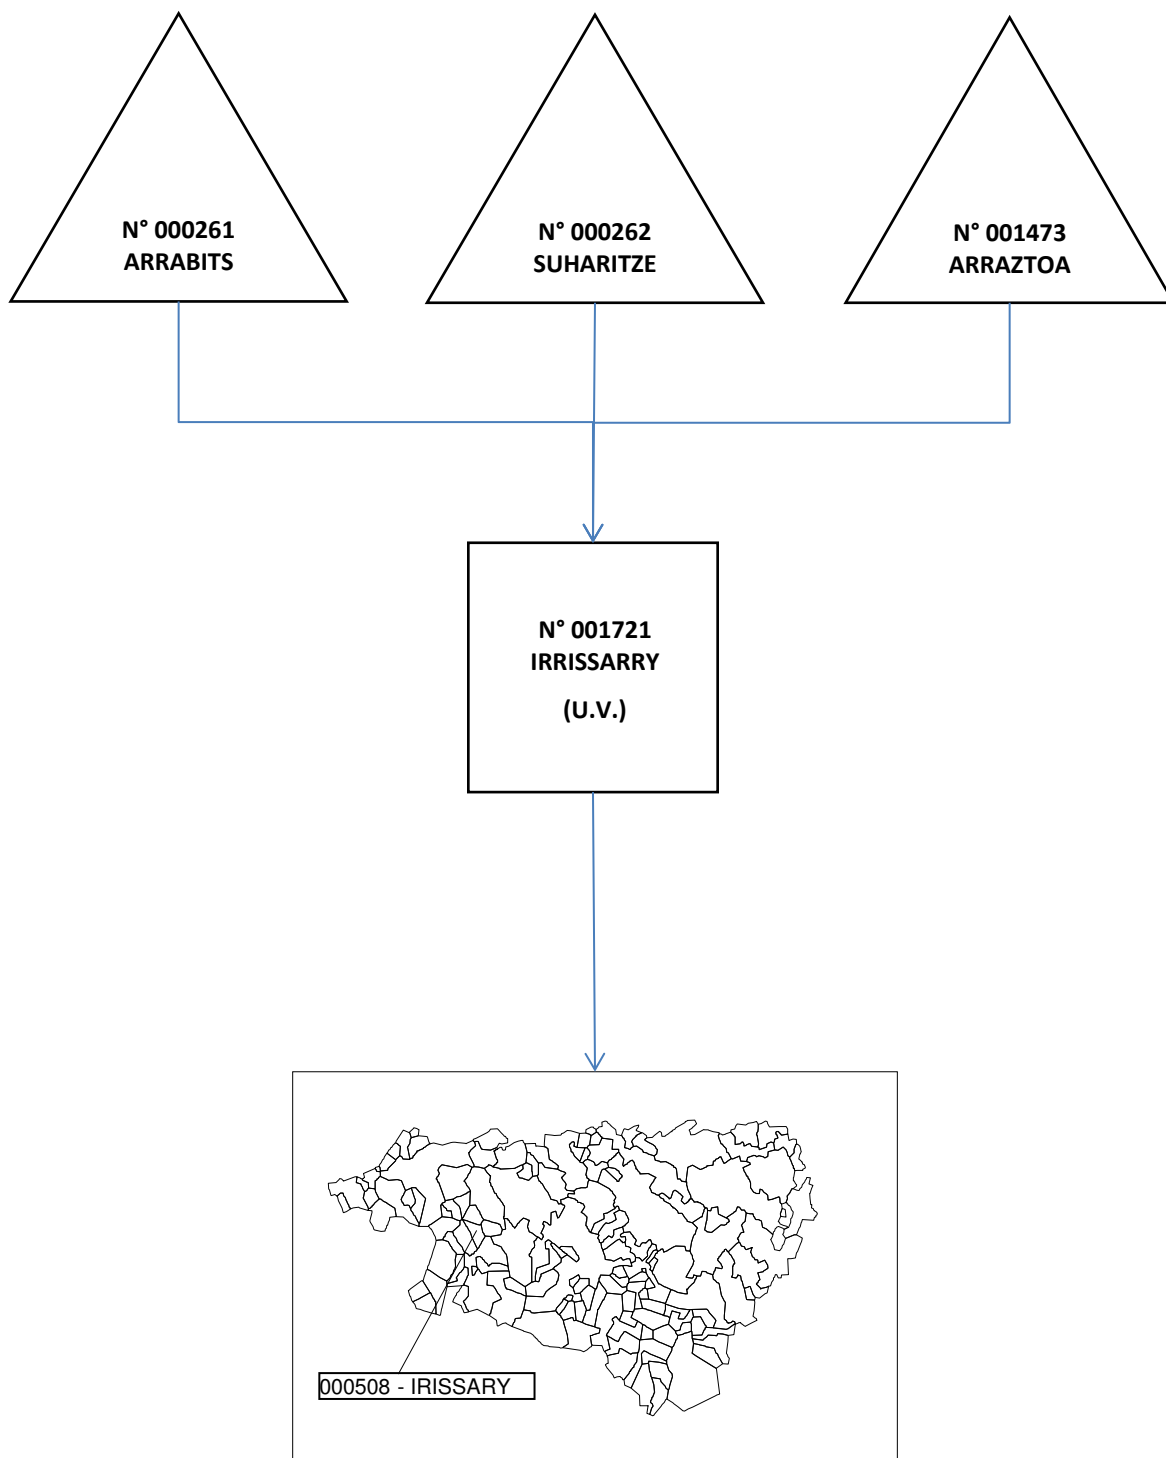 N° 000261
ARRABITS
N° 000262
SUHARITZE
N° 001473
ARRAZTOA
N° 001721
IRRISSARRY
(U.V.)
000508 - IRISSARY